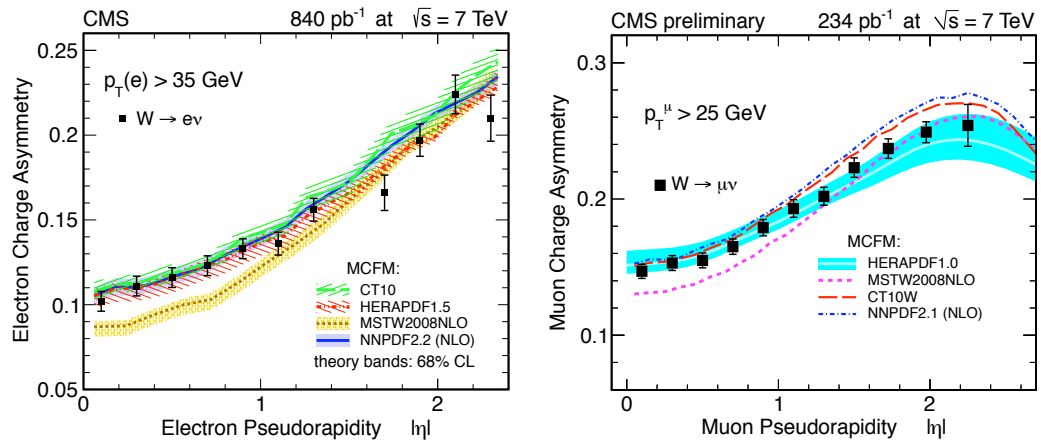 CMS 840 pb⁻¹ at √s = 7 TeV
Electron Charge Asymmetry
0.25
0.2
0.15
0.1
0.05
p_T(e) > 35 GeV
W → eν
MCFM:
CT10
HERAPDF1.5
MSTW2008NLO
NNPDF2.2 (NLO)
theory bands: 68% CL
0 1 2
Electron Pseudorapidity |η|
CMS preliminary 234 pb⁻¹ at √s = 7 TeV
Muon Charge Asymmetry
0.3
0.2
0.1
p_T^μ > 25 GeV
W → μν
MCFM:
HERAPDF1.0
MSTW2008NLO
CT10W
NNPDF2.1 (NLO)
0 1 2
Muon Pseudorapidity |η|